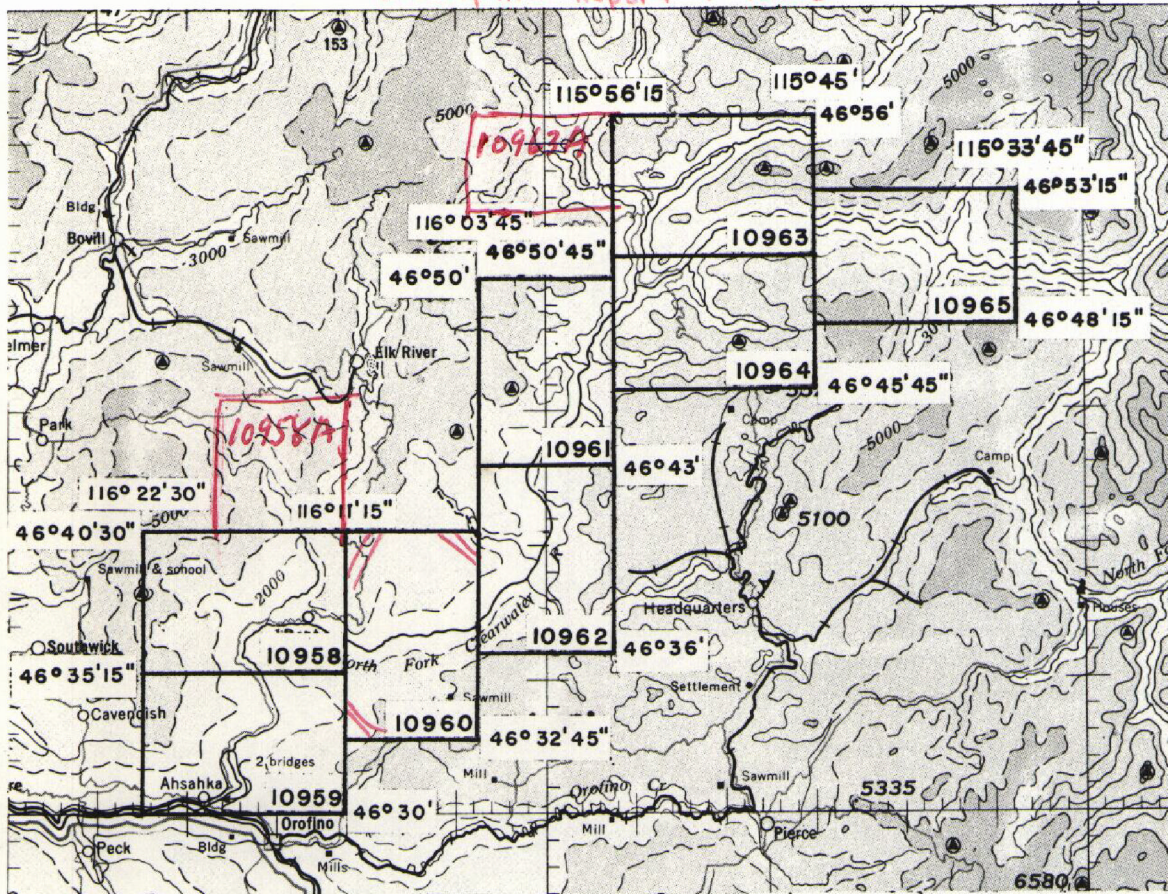 47
153
5000
115°56'15
115°45'
46°56'
5000
10963A
115°33'45"
46°53'15"
Bldg
Bovill
Sawmill
3000
116°03'45"
46°50'45"
46°50'
10963
10965
46°48'15"
elmer
Sawmill
Elk River
10964
46°45'45"
Park
10958A
Camp
5000
Camp
10961
46°43'
116°22'30"
116°11'15"
5000
46°40'30"
5100
Sawmill & school
2000
North F
Clearwater R
Headquarters
Houses
Southwick
10958
orth Fork
10962
46°36'
46°35'15"
Settlement
Sawmill
Cavendish
10960
46°32'45"
2 bridges
Mill
Ahsahka
Orofino Cr
Sawmill
5335
re
10959
46°30'
Orofino
Mill
Pierce
Peck
Bldg
Mills
6580